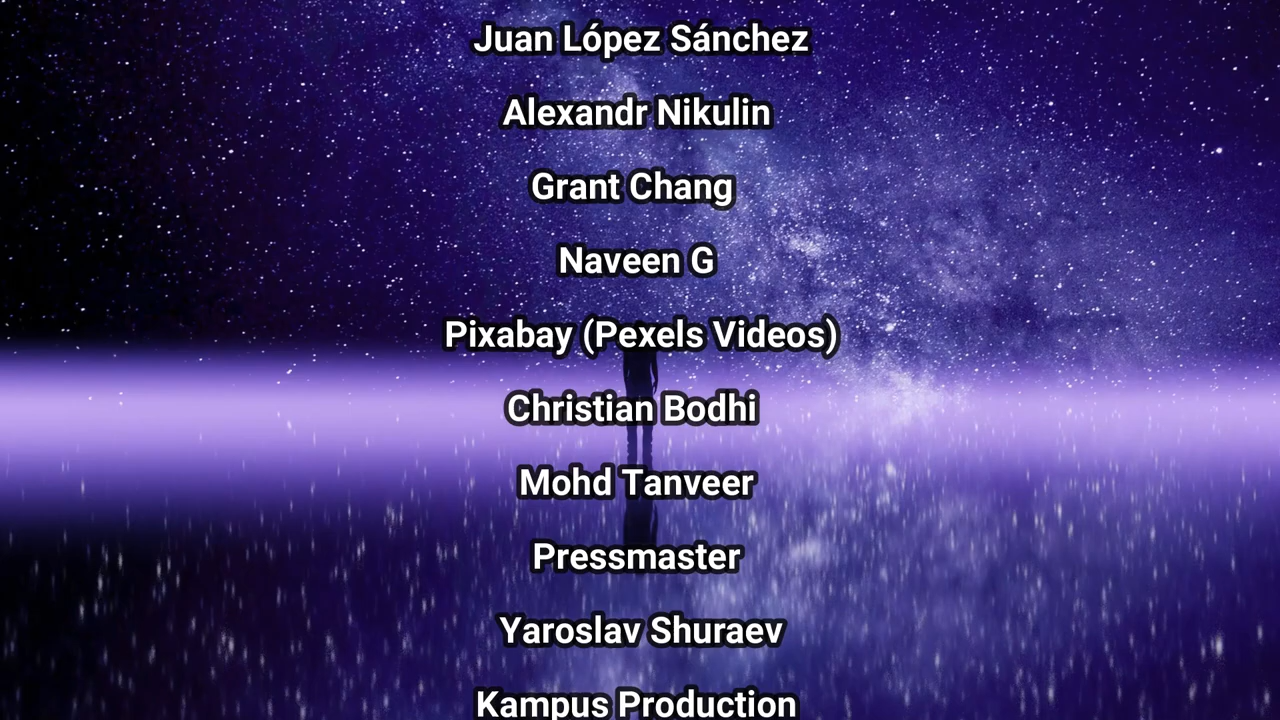 Juan López Sánchez
Alexandr Nikulin
Grant Chang
Naveen G
Pixabay (Pexels Videos)
Christian Bodhi
Mohd Tanveer
Pressmaster
Yaroslav Shuraev
Kampus Production